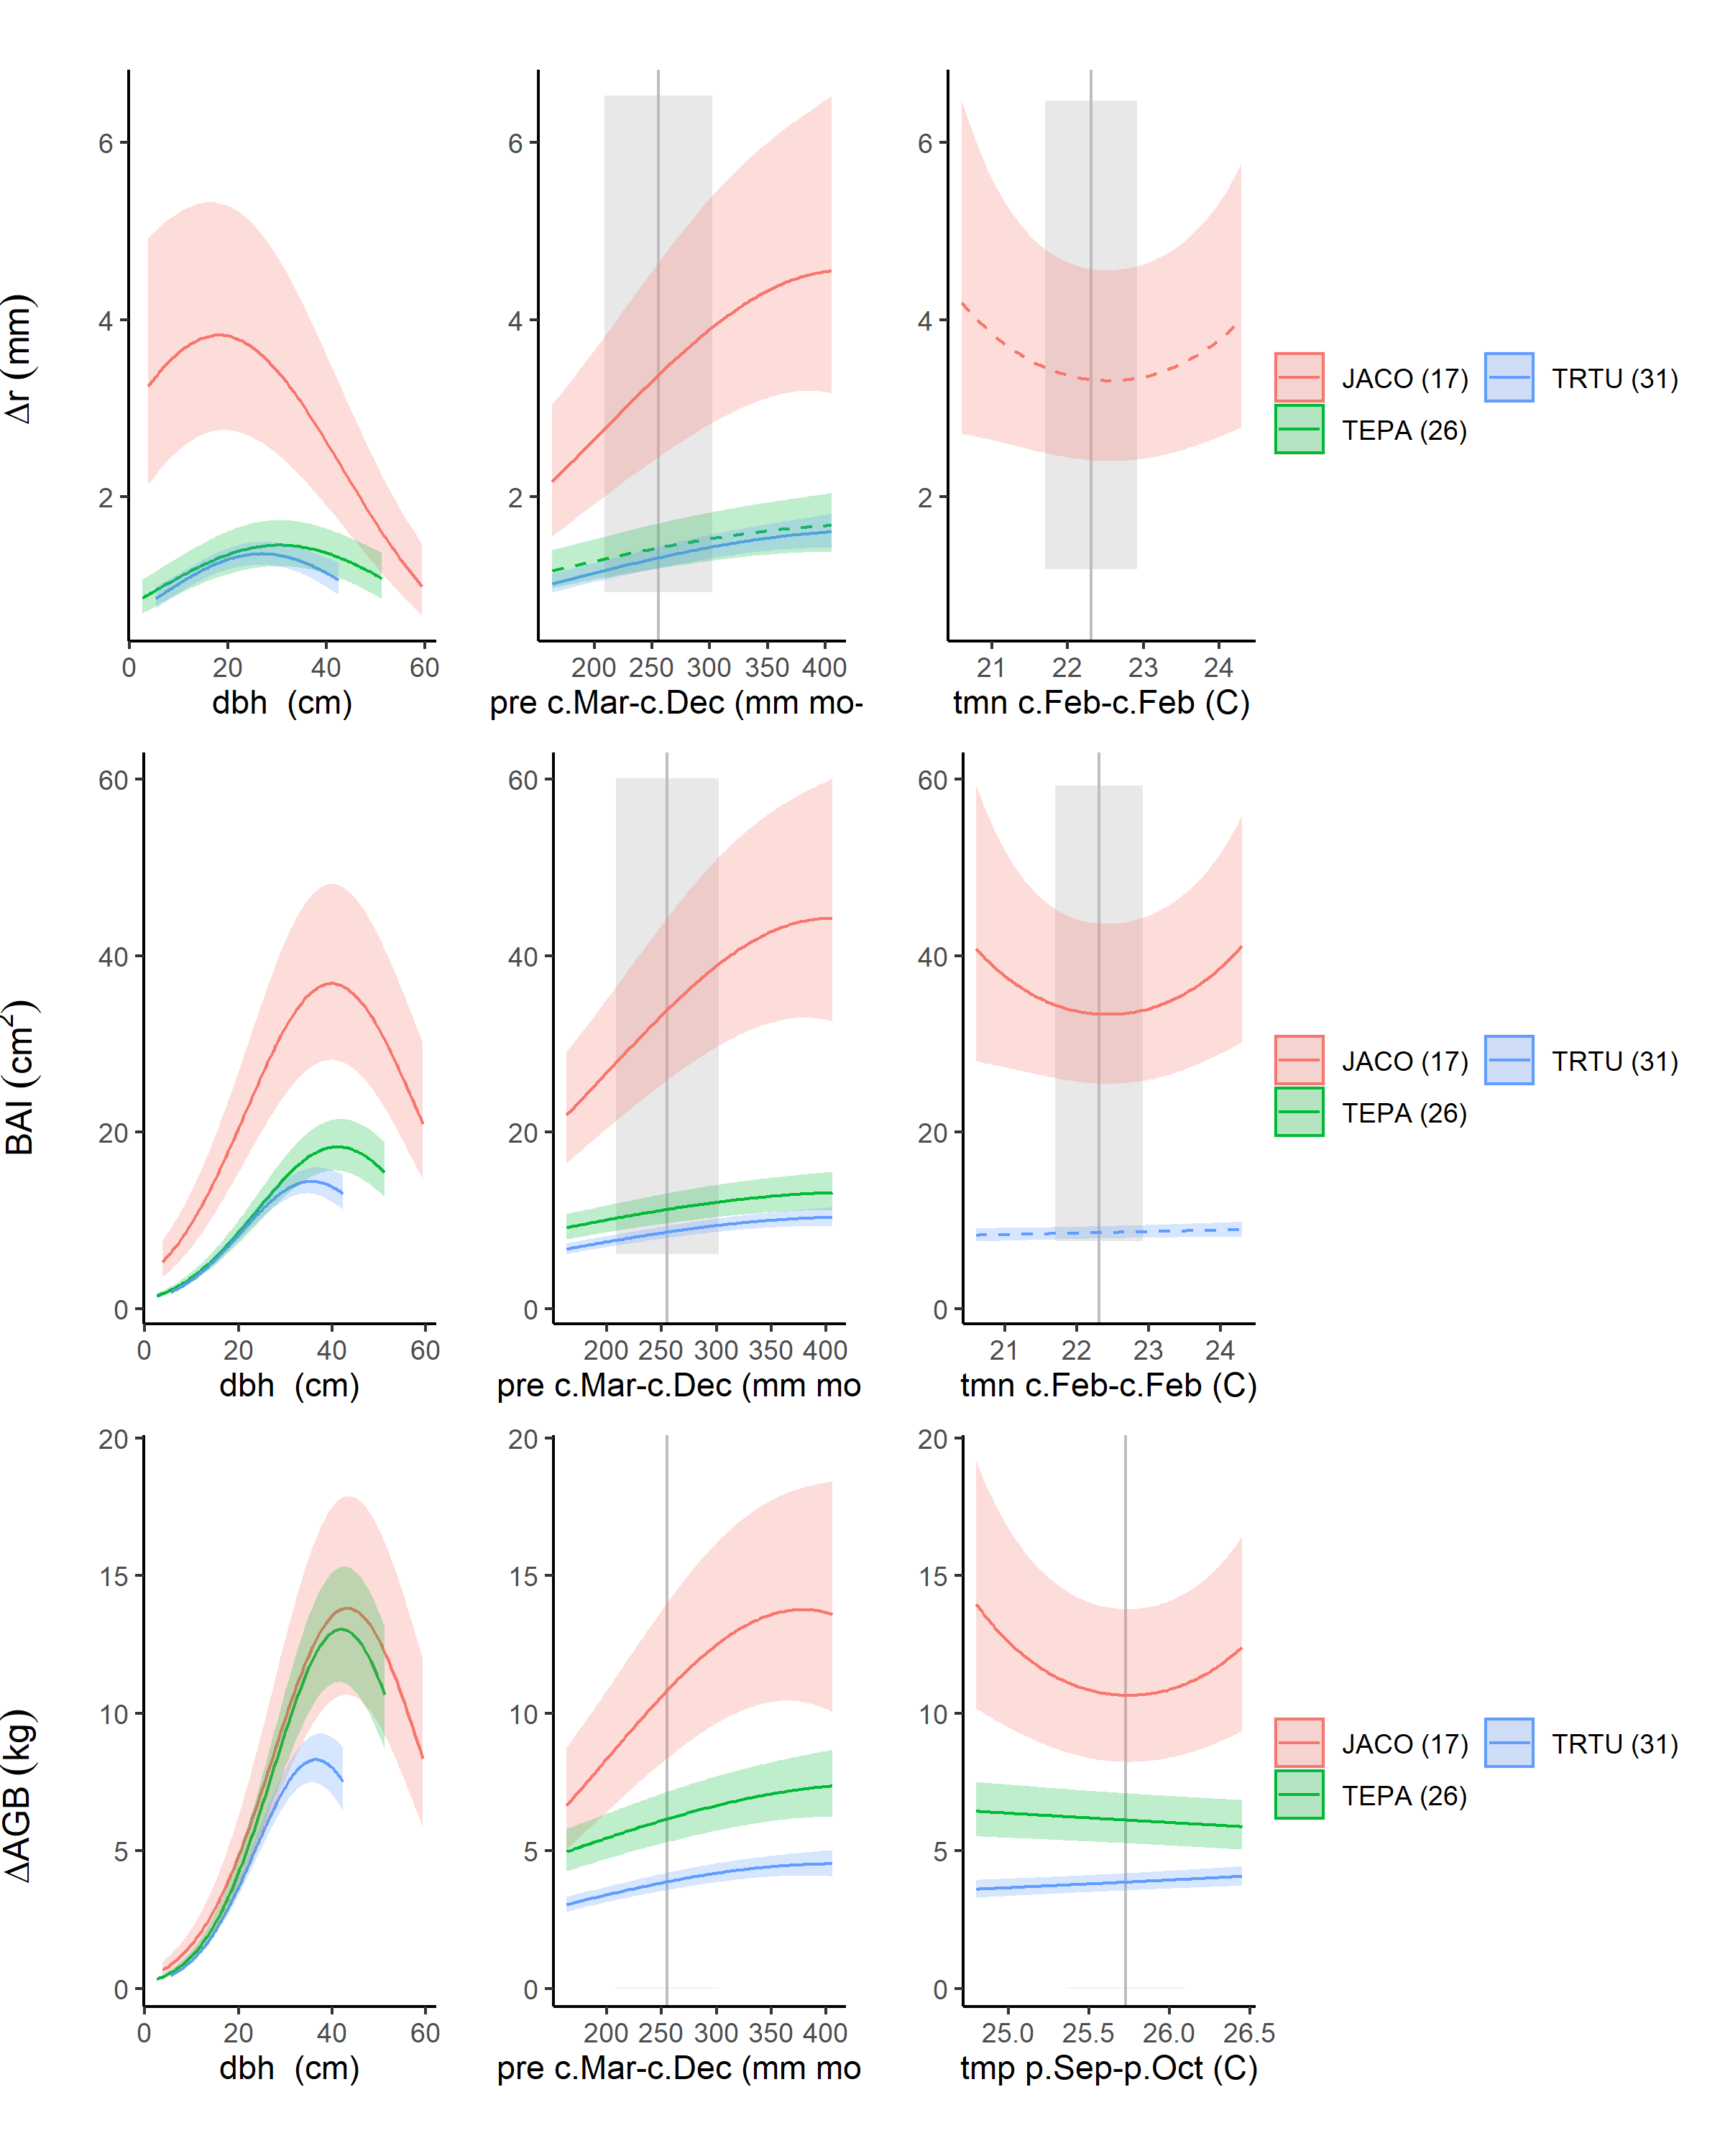 Δr (mm)
6
4
2
0 20 40 60
dbh (cm)
6
4
2
200 250 300 350 400
pre c.Mar-c.Dec (mm mo-
6
4
2
21 22 23 24
tmn c.Feb-c.Feb (C)
JACO (17) TRTU (31)
TEPA (26)
BAI (cm²)
60
40
20
0
0 20 40 60
dbh (cm)
60
40
20
0
200 250 300 350 400
pre c.Mar-c.Dec (mm mo
60
40
20
0
21 22 23 24
tmn c.Feb-c.Feb (C)
JACO (17) TRTU (31)
TEPA (26)
ΔAGB (kg)
20
15
10
5
0
0 20 40 60
dbh (cm)
20
15
10
5
0
200 250 300 350 400
pre c.Mar-c.Dec (mm mo
20
15
10
5
0
25.0 25.5 26.0 26.5
tmp p.Sep-p.Oct (C)
JACO (17) TRTU (31)
TEPA (26)